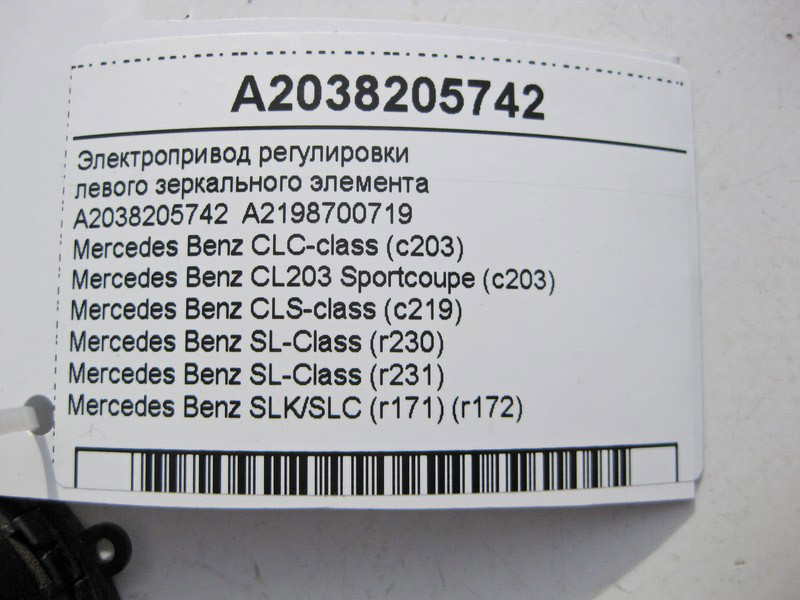 A2038205742
Электропривод регулировки
левого зеркального элемента
A2038205742 A2198700719
Mercedes Benz CLC-class (c203)
Mercedes Benz CL203 Sportcoupe (c203)
Mercedes Benz CLS-class (c219)
Mercedes Benz SL-Class (r230)
Mercedes Benz SL-Class (r231)
Mercedes Benz SLK/SLC (r171) (r172)